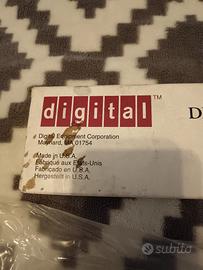 digital™
D
Digital Equipment Corporation
Maynard, MA 01754
Made in U.S.A.
Fabriqué aux États-Unis
Fabricado en U.S.A.
Hergestellt in U.S.A.
subito